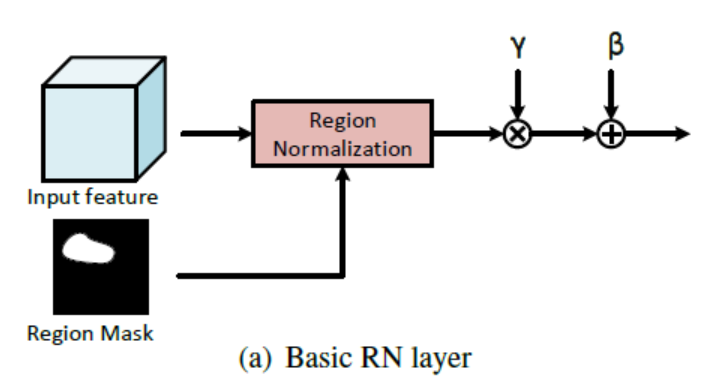 γ
β
Region
Normalization
Input feature
Region Mask
(a) Basic RN layer